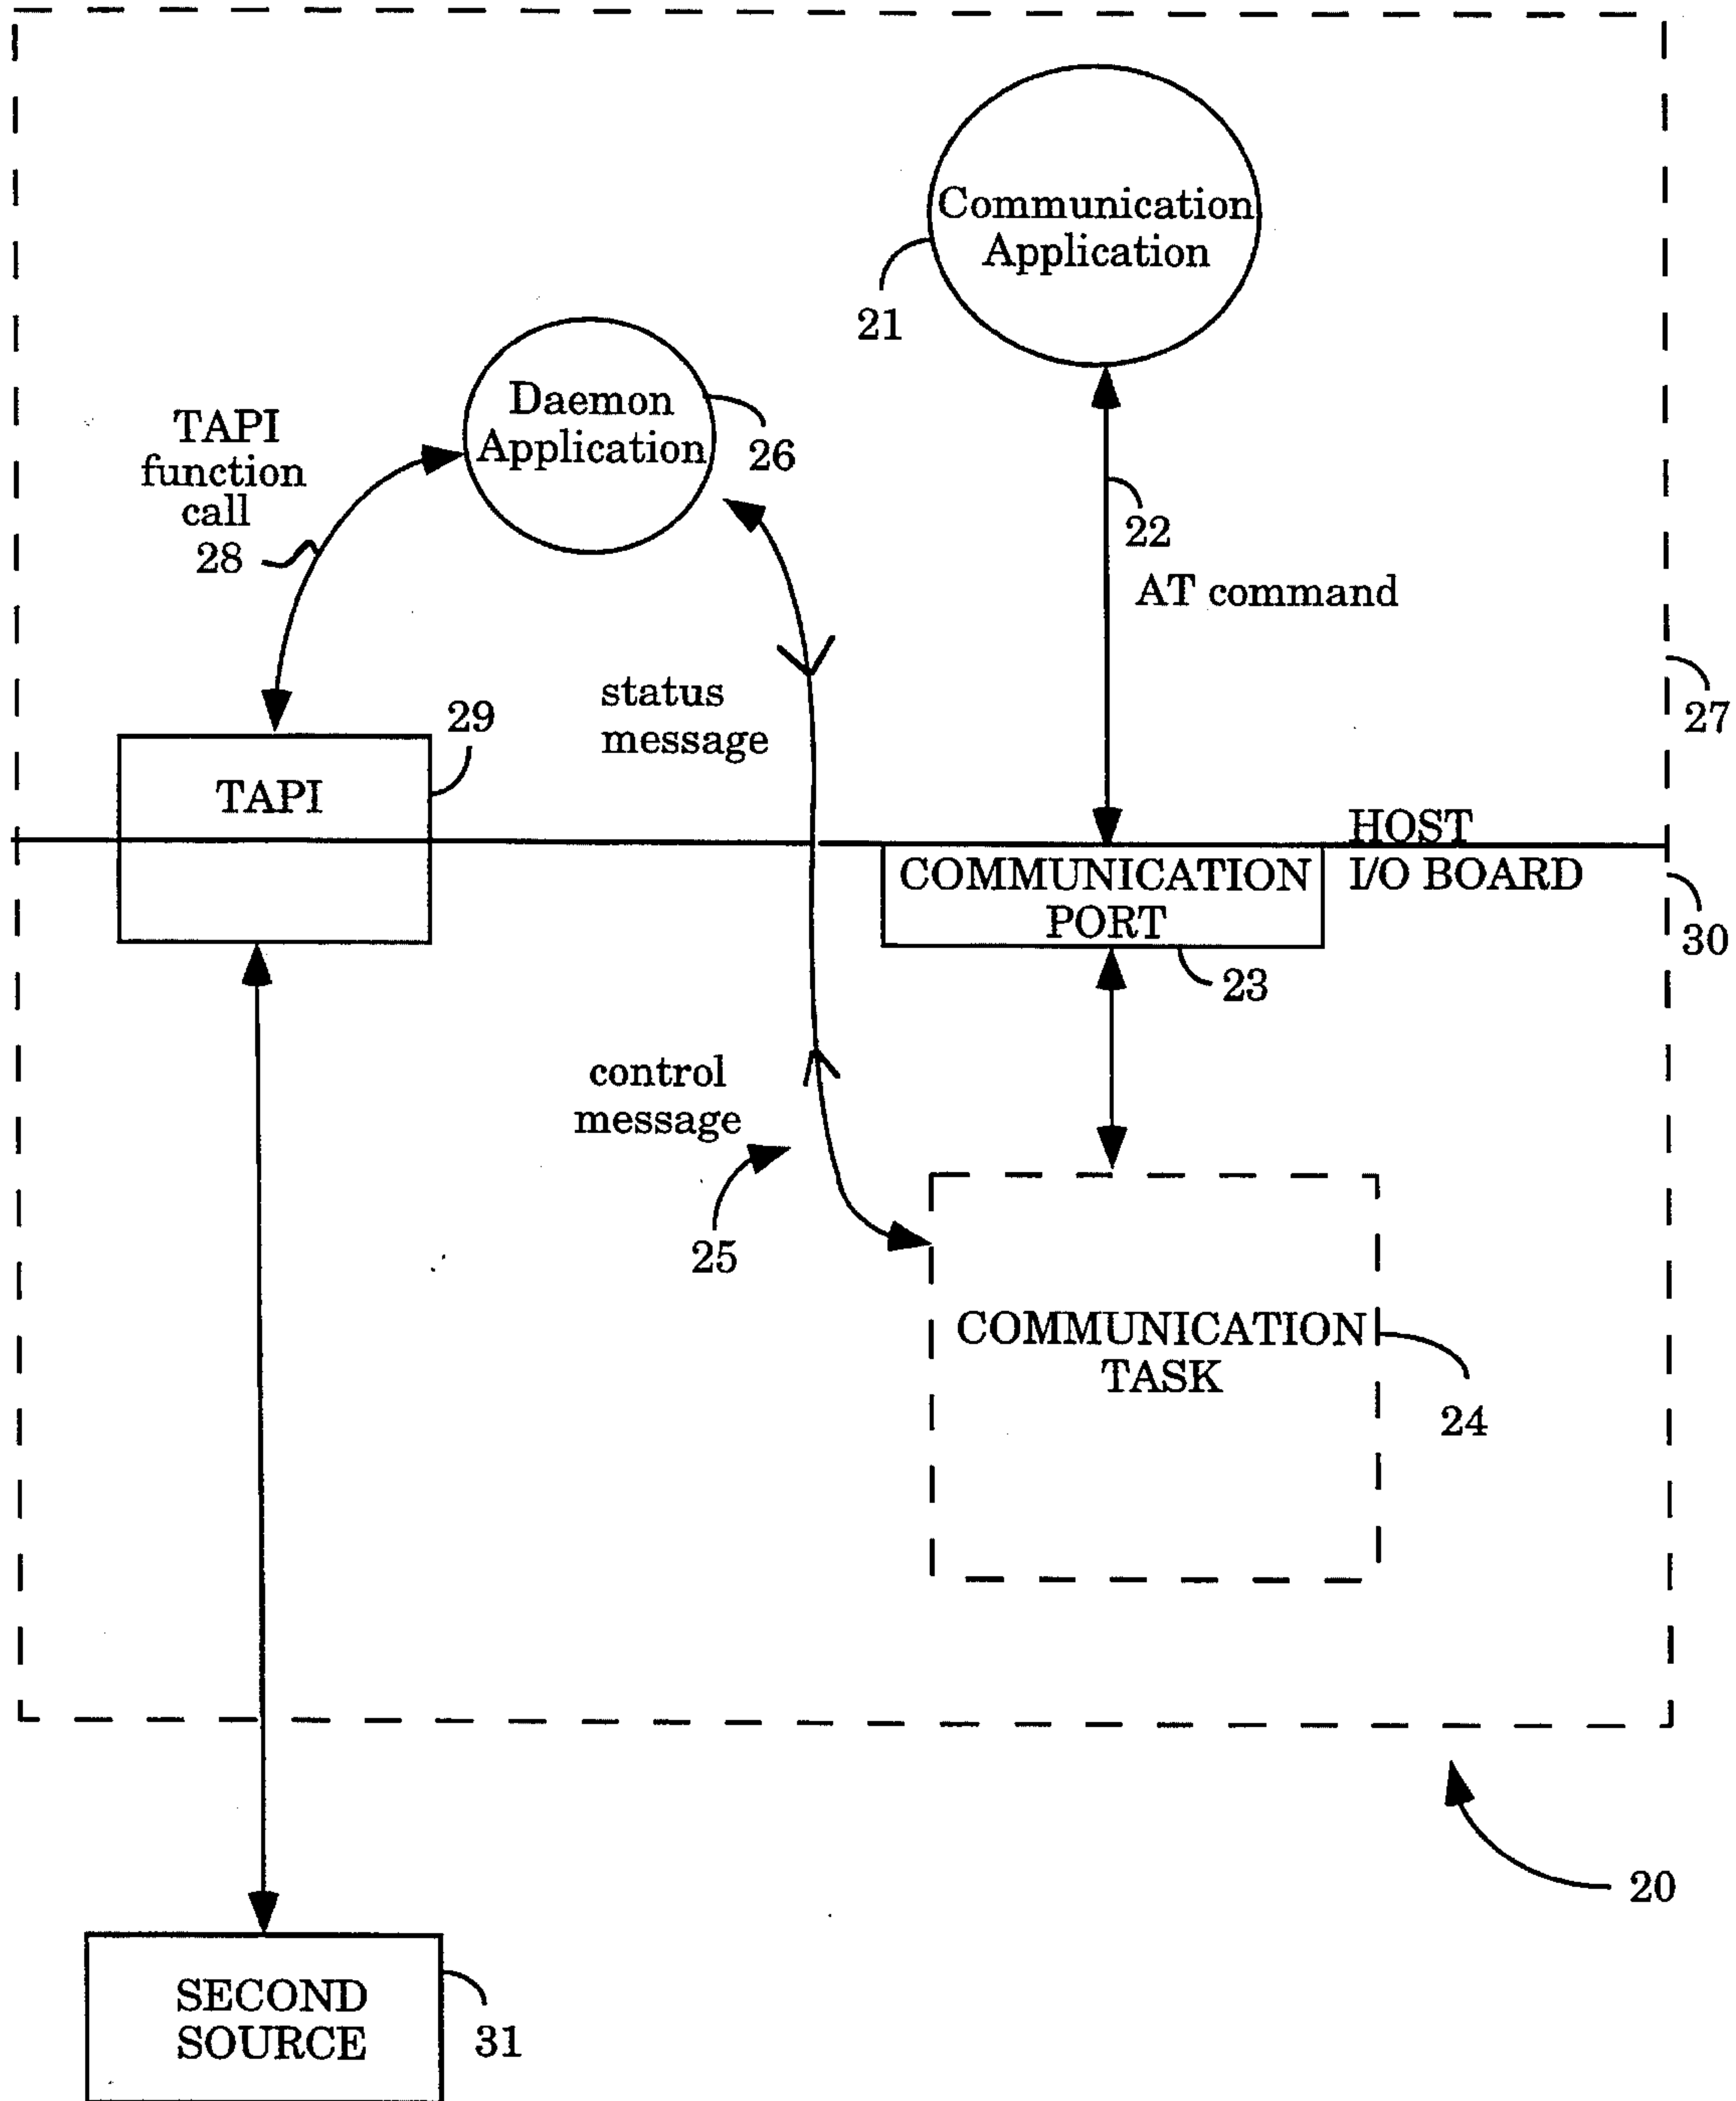 Communication
Application
21
Daemon
Application
26
TAPI
function
call
28
22
AT command
status
message
27
29
TAPI
HOST
I/O BOARD
COMMUNICATION
PORT
30
23
control
message
25
COMMUNICATION
TASK
24
20
SECOND
SOURCE
31